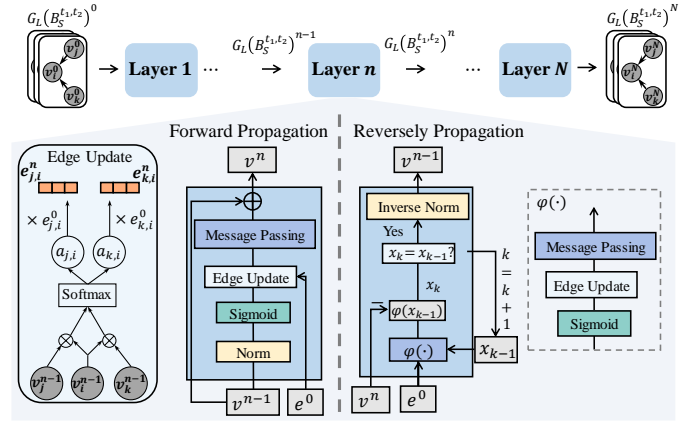 G_L(B_S^{t_1,t_2})^0
G_L(B_S^{t_1,t_2})^{n-1}
G_L(B_S^{t_1,t_2})^n
G_L(B_S^{t_1,t_2})^N
v_j^0
v_i^0
v_k^0
Layer 1
...
Layer n
...
Layer N
v_j^N
v_i^N
v_k^N
Edge Update
e_{j,i}^n
e_{k,i}^n
× e_{j,i}^0
× e_{k,i}^0
a_{j,i}
a_{k,i}
Softmax
v_j^{n-1}
v_i^{n-1}
v_k^{n-1}
Forward Propagation
v^n
Message Passing
Edge Update
Sigmoid
Norm
v^{n-1}
e^0
Reversely Propagation
v^{n-1}
Inverse Norm
Yes
x_k = x_{k-1}?
k = k + 1
x_k
−
φ(x_{k-1})
φ(·)
x_{k-1}
v^n
e^0
φ(·)
Message Passing
Edge Update
Sigmoid